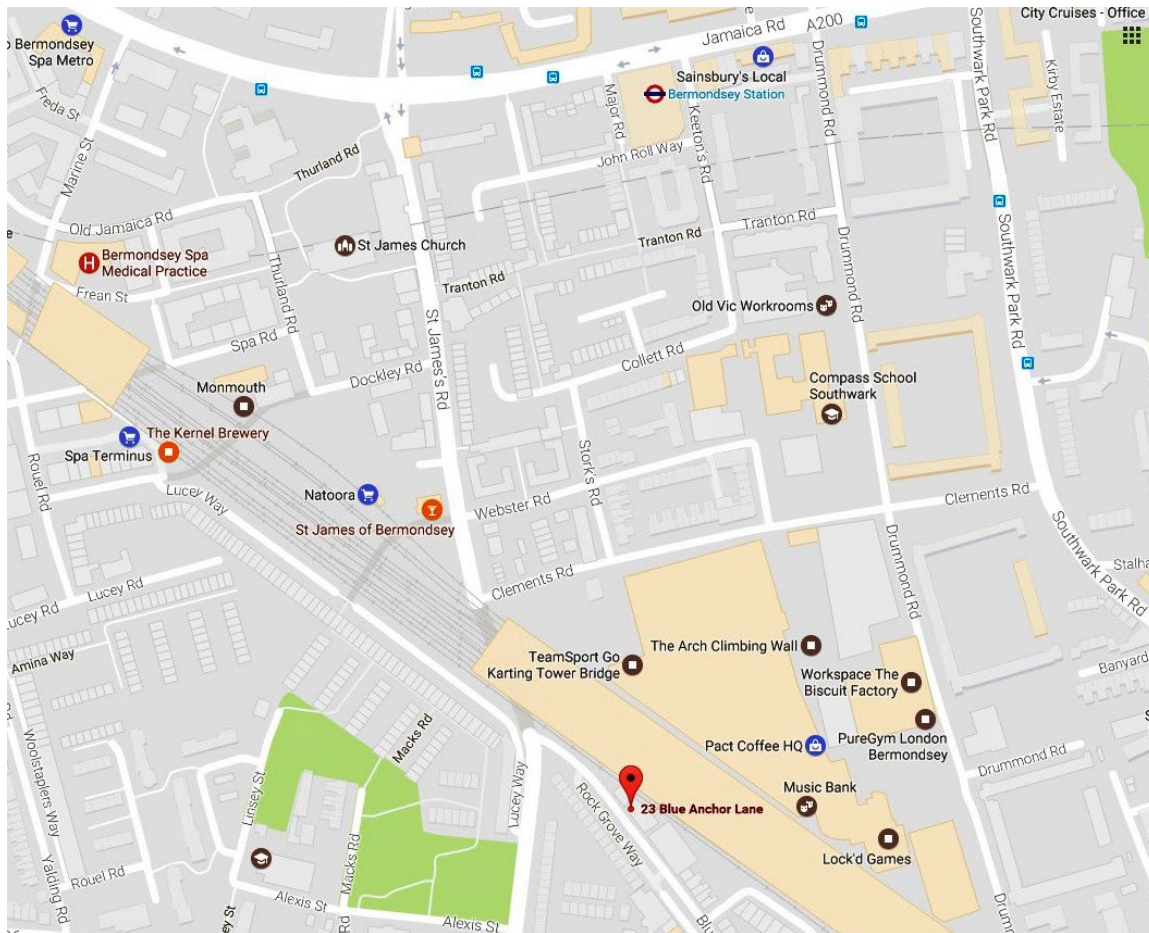 City Cruises - Office
Bermondsey
Spa Metro
Jamaica Rd
A200
Sainsbury's Local
Bermondsey Station
Drummond Rd
Southwark Park Rd
Kirby Estate
Freda St
Marine St
Major Rd
Keeton's Rd
John Roll Way
Thurland Rd
Old Jamaica Rd
St James Church
Tranton Rd
Tranton Rd
Tranton Rd
Drummond Rd
Southwark Park Rd
Bermondsey Spa
Medical Practice
Frean St
Thurland Rd
Spa Rd
St James's Rd
Old Vic Workrooms
Dockley Rd
Collett Rd
Monmouth
Compass School
Southwark
The Kernel Brewery
Spa Terminus
Rouel Rd
Lucey Way
Natoora
St James of Bermondsey
Webster Rd
Stork's Rd
Clements Rd
Southwark Park Rd
Drummond Rd
Clements Rd
Lucey Rd
Lucey Rd
Amina Way
TeamSport Go
Karting Tower Bridge
The Arch Climbing Wall
Workspace The
Biscuit Factory
PureGym London
Bermondsey
Pact Coffee HQ
Drummond Rd
Woolstaplers Way
Macks Rd
Linsey St
Lucey Way
Music Bank
23 Blue Anchor Lane
Rock Grove Way
Lock'd Games
Macks Rd
Rouel Rd
Yalding Rd
Alexis St
Alexis St
Rd